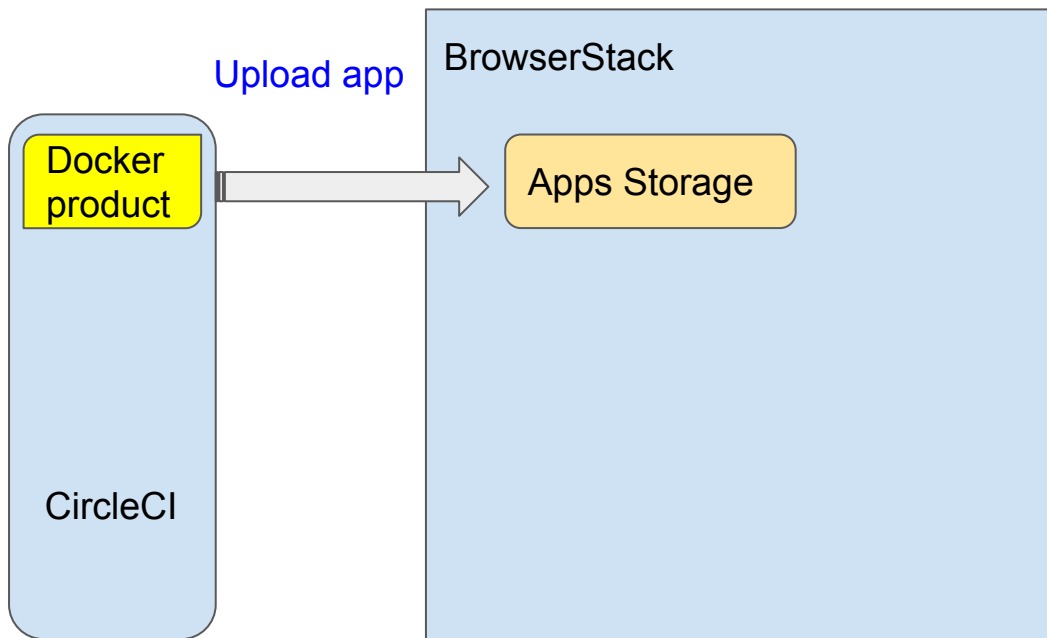 BrowserStack
Upload app
Docker
product
Apps Storage
CircleCI